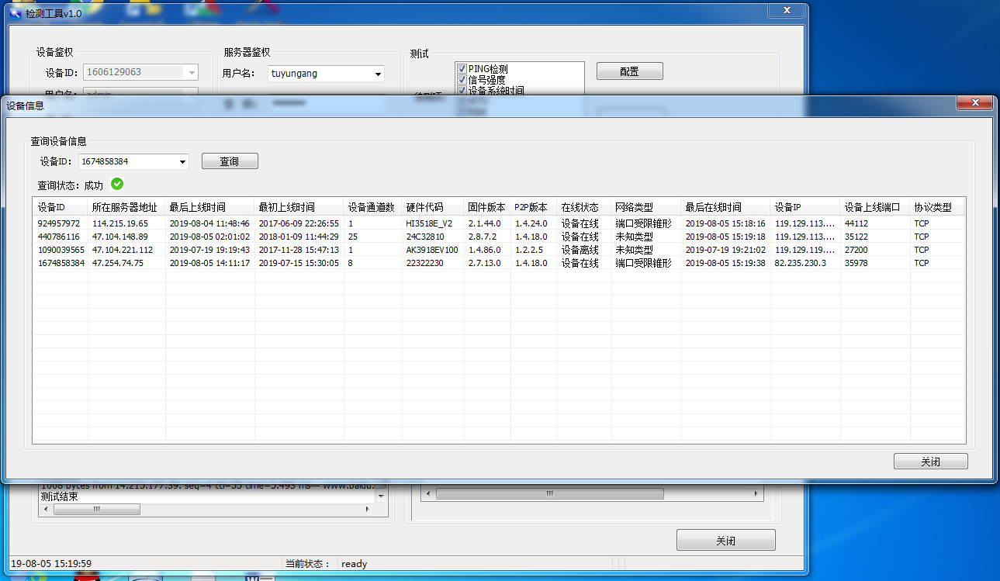 检测工具v1.0
设备鉴权 服务器鉴权 测试
设备ID: 1606129063 用户名: tuyungang PING检测 配置
信号强度
用户名: admin 设备系统时间
设备信息
查询设备信息
设备ID: 1674858384 查询
查询状态: 成功
设备ID 所在服务器地址 最后上线时间 最初上线时间 设备通道数 硬件代码 固件版本 P2P版本 在线状态 网络类型 最后在线时间 设备IP 设备上线端口 协议类型
924957972 114.215.19.65 2019-08-04 11:48:46 2017-06-09 22:26:55 1 HI3518E_V2 2.1.44.0 1.4.24.0 设备在线 端口受限锥形 2019-08-05 15:18:16 119.129.113.... 44112 TCP
440786116 47.104.148.89 2019-08-05 02:01:02 2018-01-09 11:44:29 25 24C32810 2.8.7.2 1.4.18.0 设备在线 未知类型 2019-08-05 15:19:18 119.129.113.... 35122 TCP
1090039565 47.104.221.112 2019-07-19 19:19:43 2017-11-28 15:47:13 1 AK3918EV100 1.4.86.0 1.2.2.5 设备离线 未知类型 2019-07-19 19:21:02 119.129.119.... 27200 TCP
1674858384 47.254.74.75 2019-08-05 14:11:17 2019-07-15 15:30:05 8 22322230 2.7.13.0 1.4.18.0 设备在线 端口受限锥形 2019-08-05 15:19:38 82.235.230.3 35978 TCP
关闭
1008 bytes from 14.215.177.39: seq=4 ttl=55 time=5.493 ms--- www.baidu.
测试结束
关闭
19-08-05 15:19:59 当前状态: ready